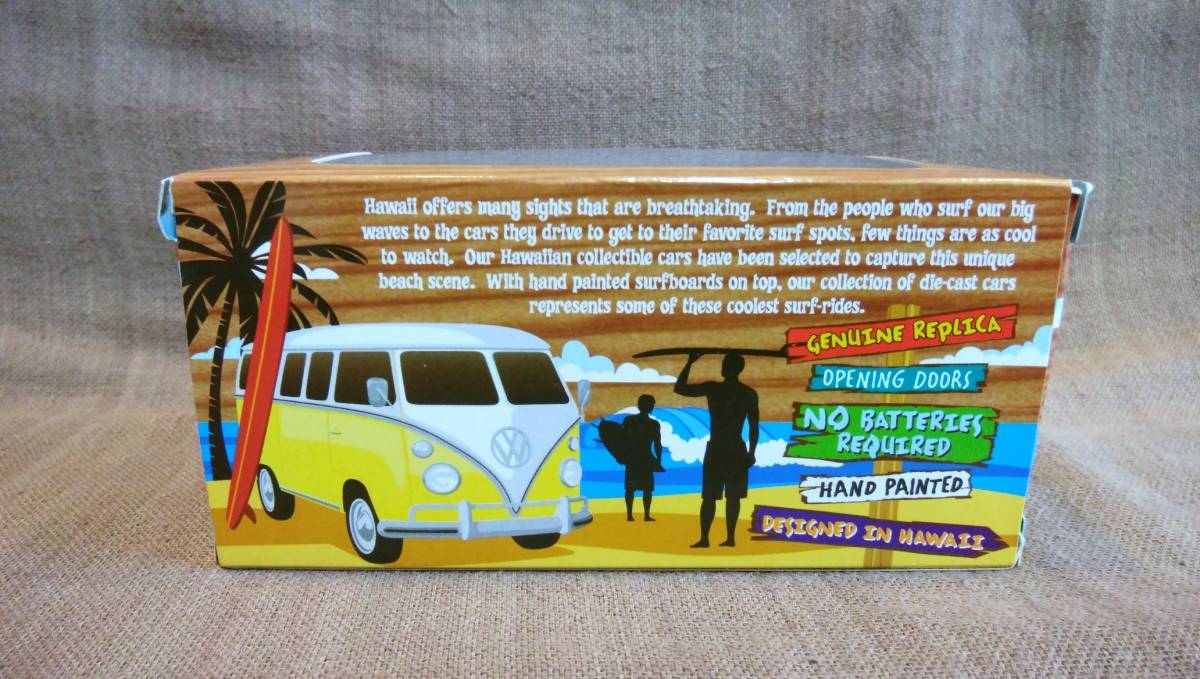 Hawaii offers many sights that are breathtaking. From the people who surf our big
waves to the cars they drive to get to their favorite surf spots, few things are as cool
to watch. Our Hawaiian collectible cars have been selected to capture this unique
beach scene. With hand painted surfboards on top, our collection of die-cast cars
represents some of these coolest surf-rides.
GENUINE REPLICA
OPENING DOORS
NO BATTERIES
REQUIRED
HAND PAINTED
DESIGNED IN HAWAII
VW